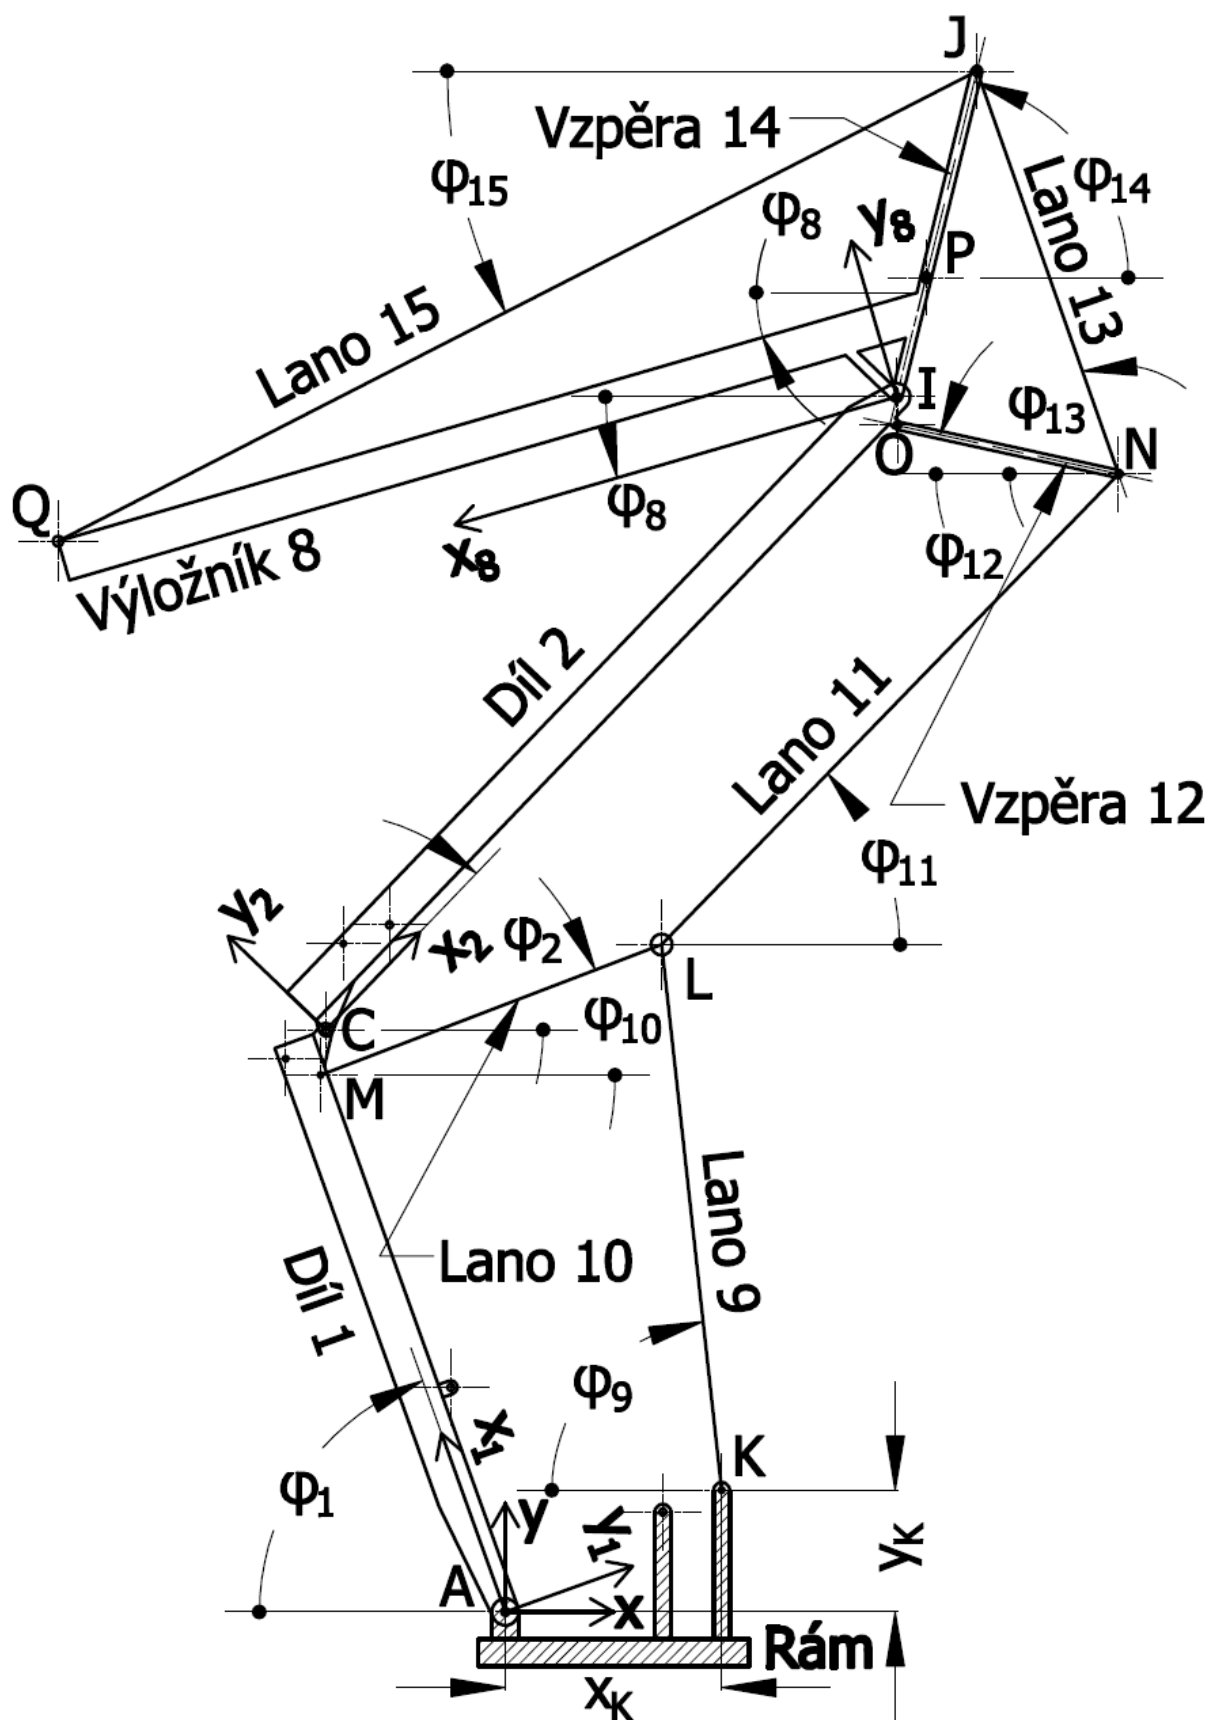 J
Vzpěra 14
φ15
φ14
φ8
y8
P
Lano 13
Lano 15
I
φ13
O
N
Q
φ8
φ12
x8
Výložník 8
Díl 2
Lano 11
Vzpěra 12
φ11
y2
x2
φ2
L
C
φ10
M
Lano 9
Lano 10
Díl 1
φ9
x1
K
φ1
y
y1
yK
A
x
Rám
xK